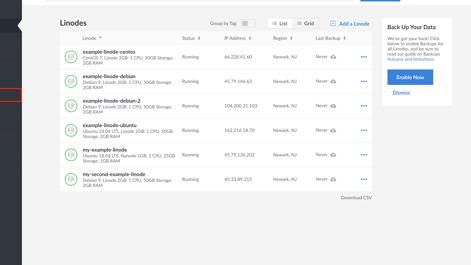 Linodes
Group by Tag:
List
Grid
Add a Linode
Linode
Status
IP Address
Region
Last Backup
example-linode-centos
CentOS 7, Linode 2GB: 1 CPU, 50GB Storage,
2GB RAM
Running
66.228.41.60
Newark, NJ
Never
example-linode-debian
Debian 9, Linode 2GB: 1 CPU, 50GB Storage,
2GB RAM
Running
45.79.146.63
Newark, NJ
Never
example-linode-debian-2
Debian 9, Linode 2GB: 1 CPU, 50GB Storage,
2GB RAM
Running
104.200.31.103
Newark, NJ
Never
example-linode-ubuntu
Ubuntu 18.04 LTS, Linode 2GB: 1 CPU, 50GB
Storage, 2GB RAM
Running
162.216.18.70
Newark, NJ
Never
my-example-linode
Ubuntu 18.04 LTS, Nanode 1GB: 1 CPU, 25GB
Storage, 1GB RAM
Running
45.79.136.202
Newark, NJ
Never
my-second-example-linode
Debian 9, Linode 2GB: 1 CPU, 50GB Storage,
2GB RAM
Running
45.33.89.215
Newark, NJ
Never
Download CSV
Back Up Your Data
We've got your back! Click
below to enable Backups for
all Linodes, and be sure to
read our guide on Backups
features and limitations.
Enable Now
Dismiss